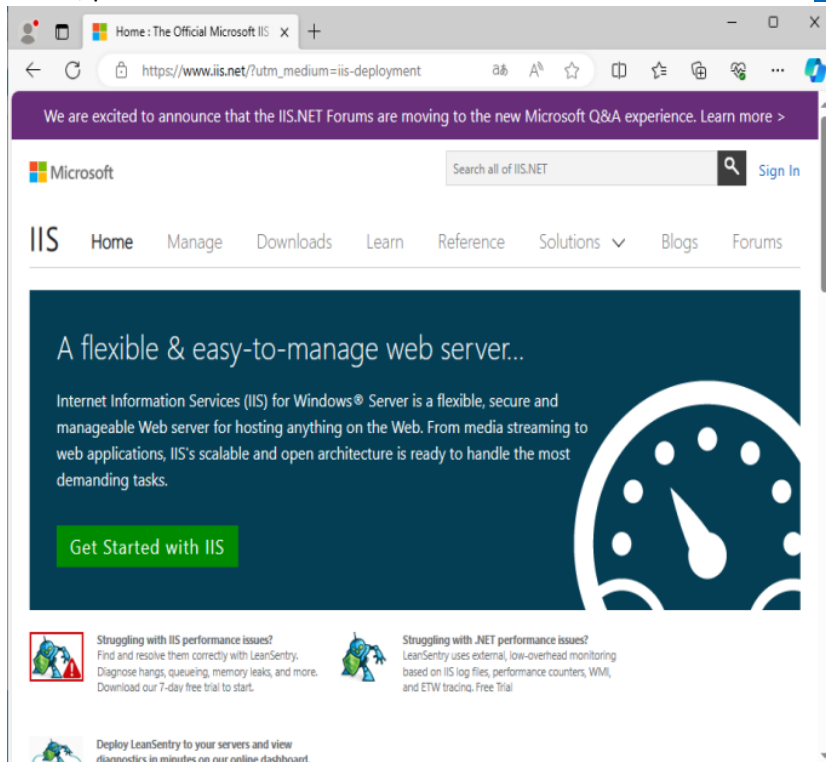 Home : The Official Microsoft IIS
https://www.iis.net/?utm_medium=iis-deployment
We are excited to announce that the IIS.NET Forums are moving to the new Microsoft Q&A experience. Learn more >
Microsoft
Search all of IIS.NET
Sign In
IIS Home Manage Downloads Learn Reference Solutions Blogs Forums
A flexible & easy-to-manage web server...
Internet Information Services (IIS) for Windows® Server is a flexible, secure and
manageable Web server for hosting anything on the Web. From media streaming to
web applications, IIS's scalable and open architecture is ready to handle the most
demanding tasks.
Get Started with IIS
Struggling with IIS performance issues?
Find and resolve them correctly with LeanSentry.
Diagnose hangs, queueing, memory leaks, and more.
Download our 7-day free trial to start.
Struggling with .NET performance issues?
LeanSentry uses external, low-overhead monitoring
based on IIS log files, performance counters, WMI,
and ETW tracing. Free Trial
Deploy LeanSentry to your servers and view
diagnostics in minutes on our online dashboard.